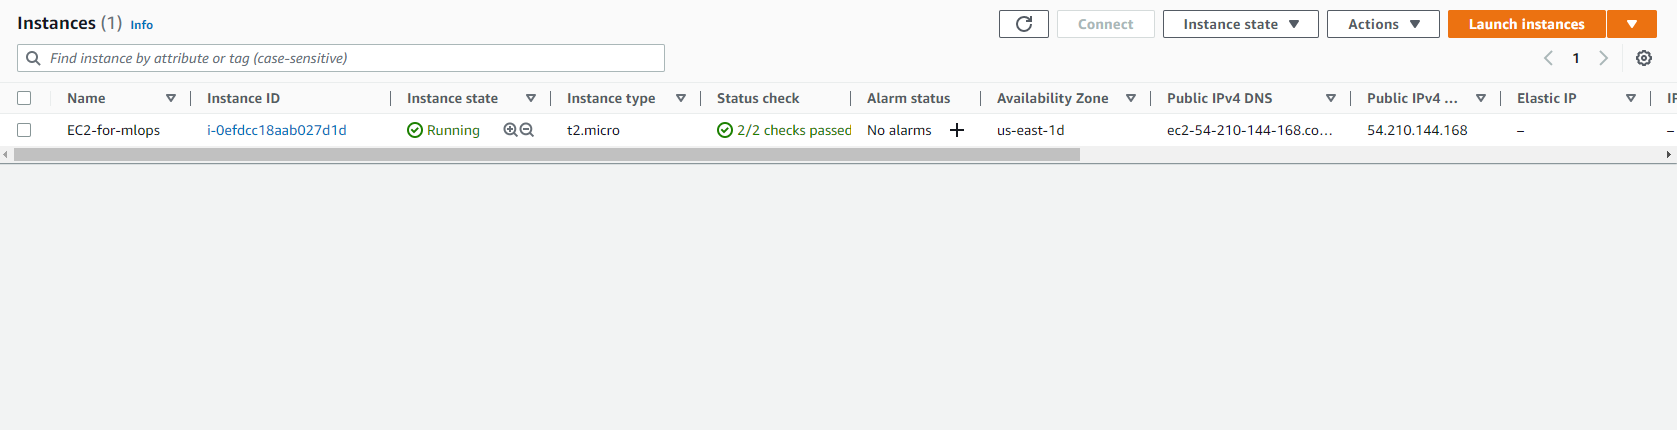 Instances (1) Info
Connect Instance state Actions Launch instances
Find instance by attribute or tag (case-sensitive)
1
Name Instance ID Instance state Instance type Status check Alarm status Availability Zone Public IPv4 DNS Public IPv4 ... Elastic IP IP
EC2-for-mlops i-0efdcc18aab027d1d Running t2.micro 2/2 checks passed No alarms + us-east-1d ec2-54-210-144-168.co... 54.210.144.168 – –